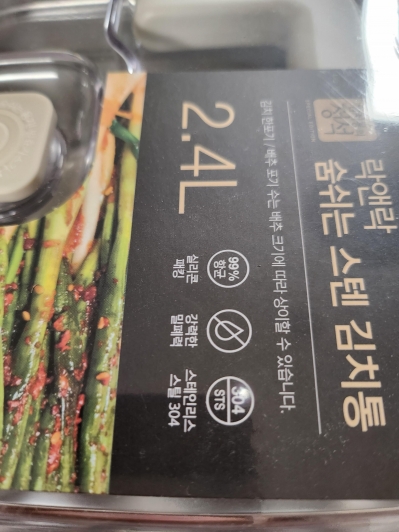 락앤락
숨쉬는 스텐 김치통
김치 한포기 / 배추 포기 수는 배추 크기에 따라 상이할 수 있습니다.
2.4L
99%
항균
실리콘
패킹
강력한
밀폐력
304
STS
스테인리스
스틸 304